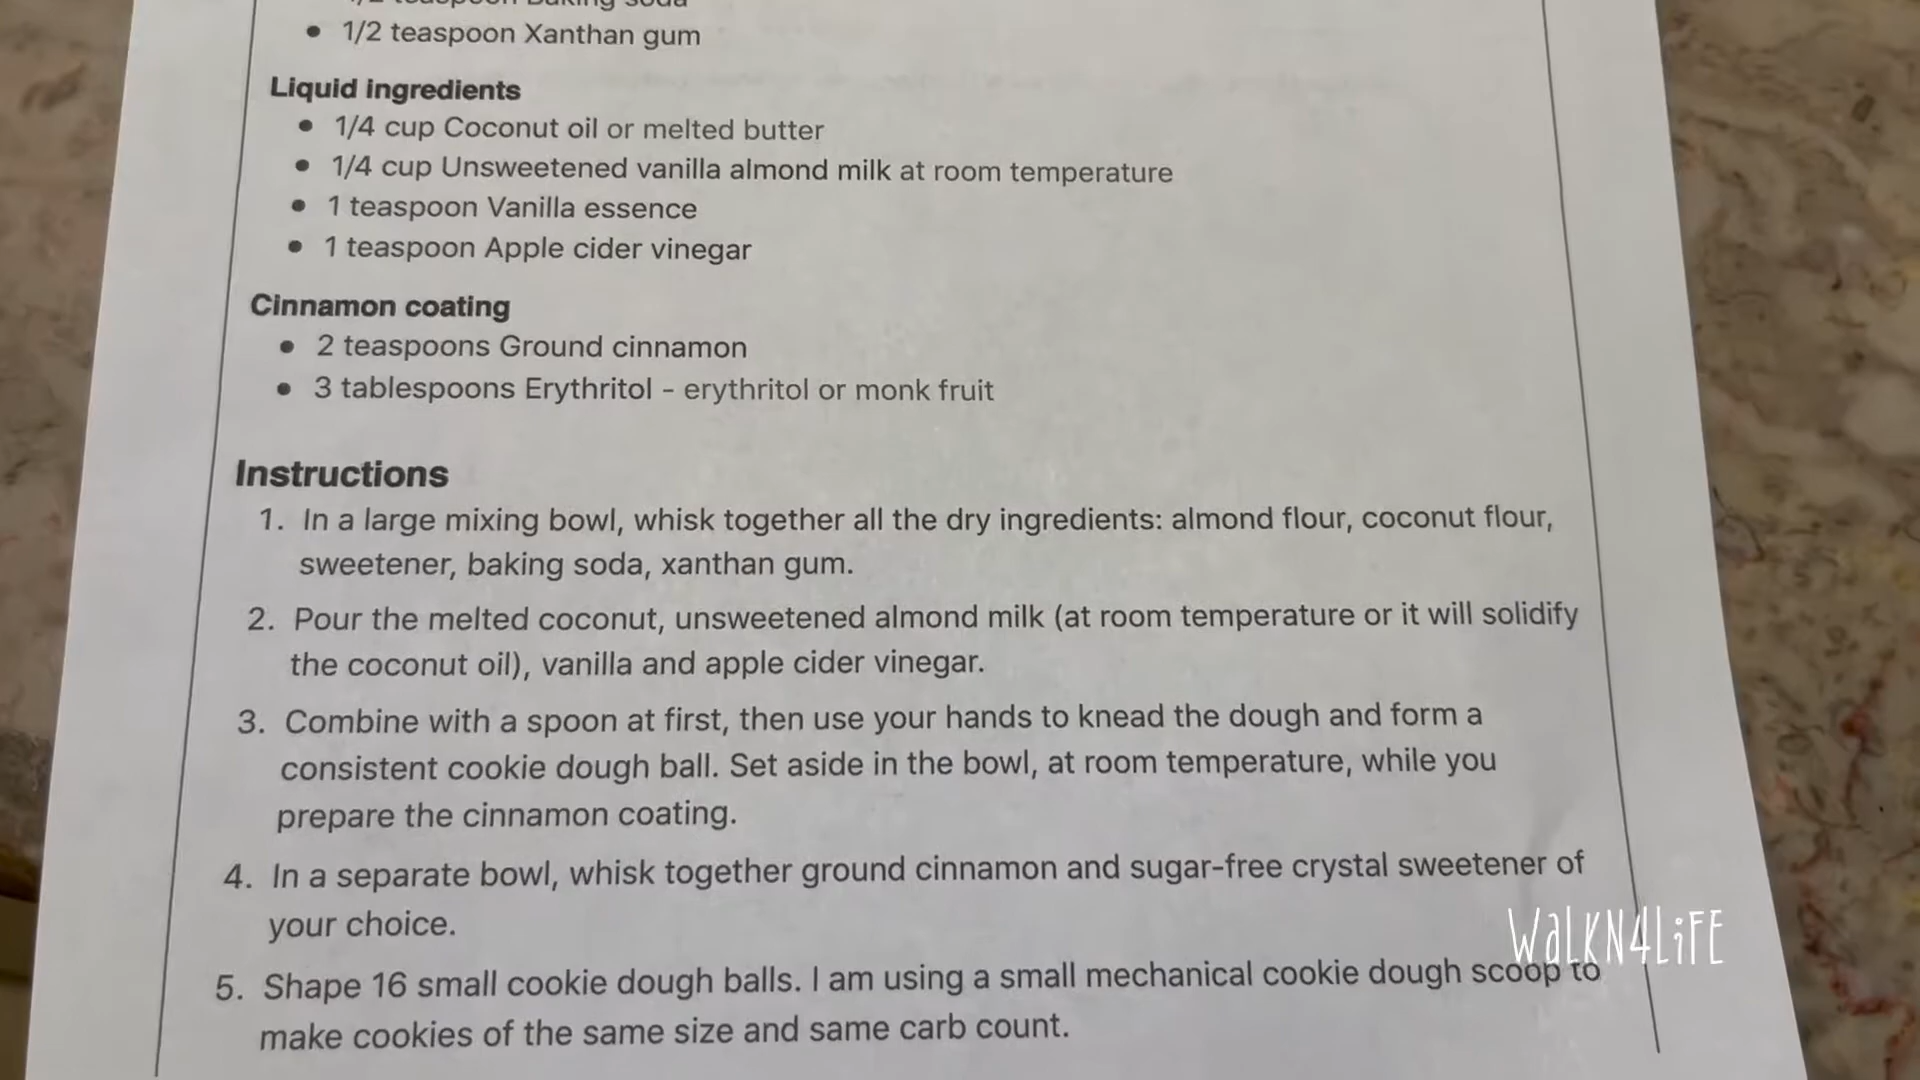 1/2 teaspoon Baking soda
• 1/2 teaspoon Xanthan gum
Liquid ingredients
• 1/4 cup Coconut oil or melted butter
• 1/4 cup Unsweetened vanilla almond milk at room temperature
• 1 teaspoon Vanilla essence
• 1 teaspoon Apple cider vinegar
Cinnamon coating
• 2 teaspoons Ground cinnamon
• 3 tablespoons Erythritol - erythritol or monk fruit
Instructions
1. In a large mixing bowl, whisk together all the dry ingredients: almond flour, coconut flour,
sweetener, baking soda, xanthan gum.
2. Pour the melted coconut, unsweetened almond milk (at room temperature or it will solidify
the coconut oil), vanilla and apple cider vinegar.
3. Combine with a spoon at first, then use your hands to knead the dough and form a
consistent cookie dough ball. Set aside in the bowl, at room temperature, while you
prepare the cinnamon coating.
4. In a separate bowl, whisk together ground cinnamon and sugar-free crystal sweetener of
your choice.
WaLKN4LiFE
5. Shape 16 small cookie dough balls. I am using a small mechanical cookie dough scoop to
make cookies of the same size and same carb count.